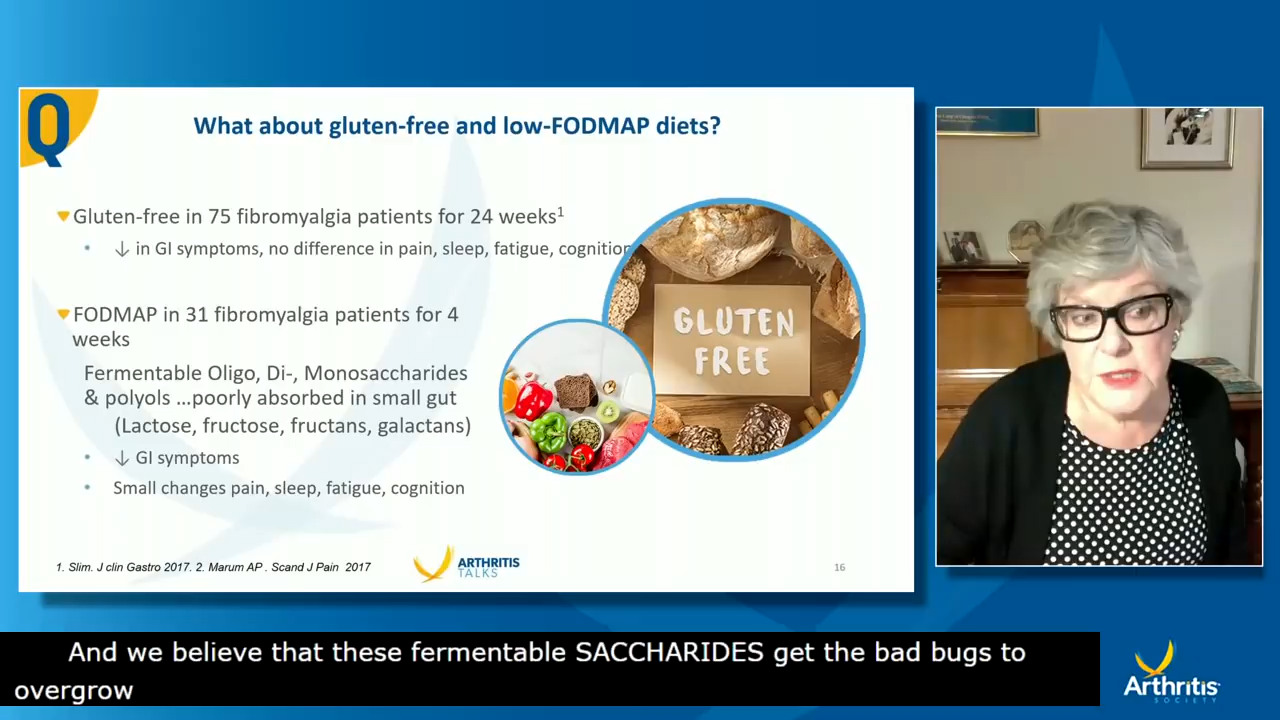 Q
What about gluten-free and low-FODMAP diets?
Gluten-free in 75 fibromyalgia patients for 24 weeks¹
• ↓ in GI symptoms, no difference in pain, sleep, fatigue, cognition
GLUTEN
FREE
FODMAP in 31 fibromyalgia patients for 4
weeks
Fermentable Oligo, Di-, Monosaccharides
& polyols ...poorly absorbed in small gut
(Lactose, fructose, fructans, galactans)
• ↓ GI symptoms
• Small changes pain, sleep, fatigue, cognition
1. Slim. J clin Gastro 2017. 2. Marum AP . Scand J Pain 2017
ARTHRITIS
TALKS
16
And we believe that these fermentable SACCHARIDES get the bad bugs to
overgrow
Arthritis
SOCIETY